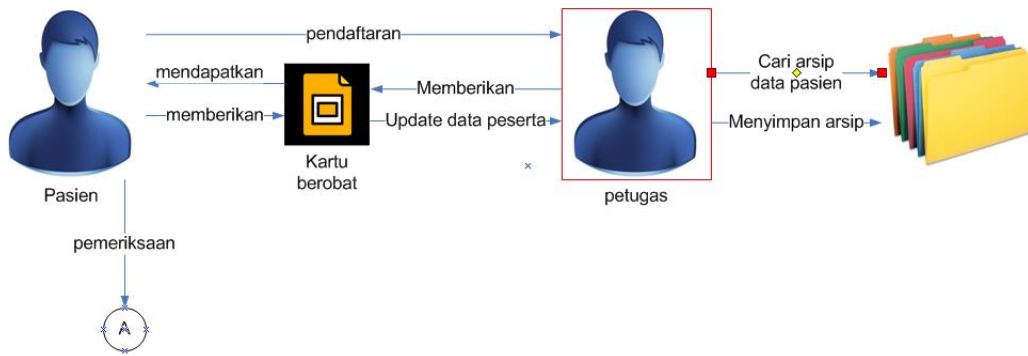 pendaftaran
mendapatkan
Memberikan
Cari arsip
data pasien
memberikan
Update data peserta
Menyimpan arsip
Kartu
berobat
Pasien
petugas
pemeriksaan
A